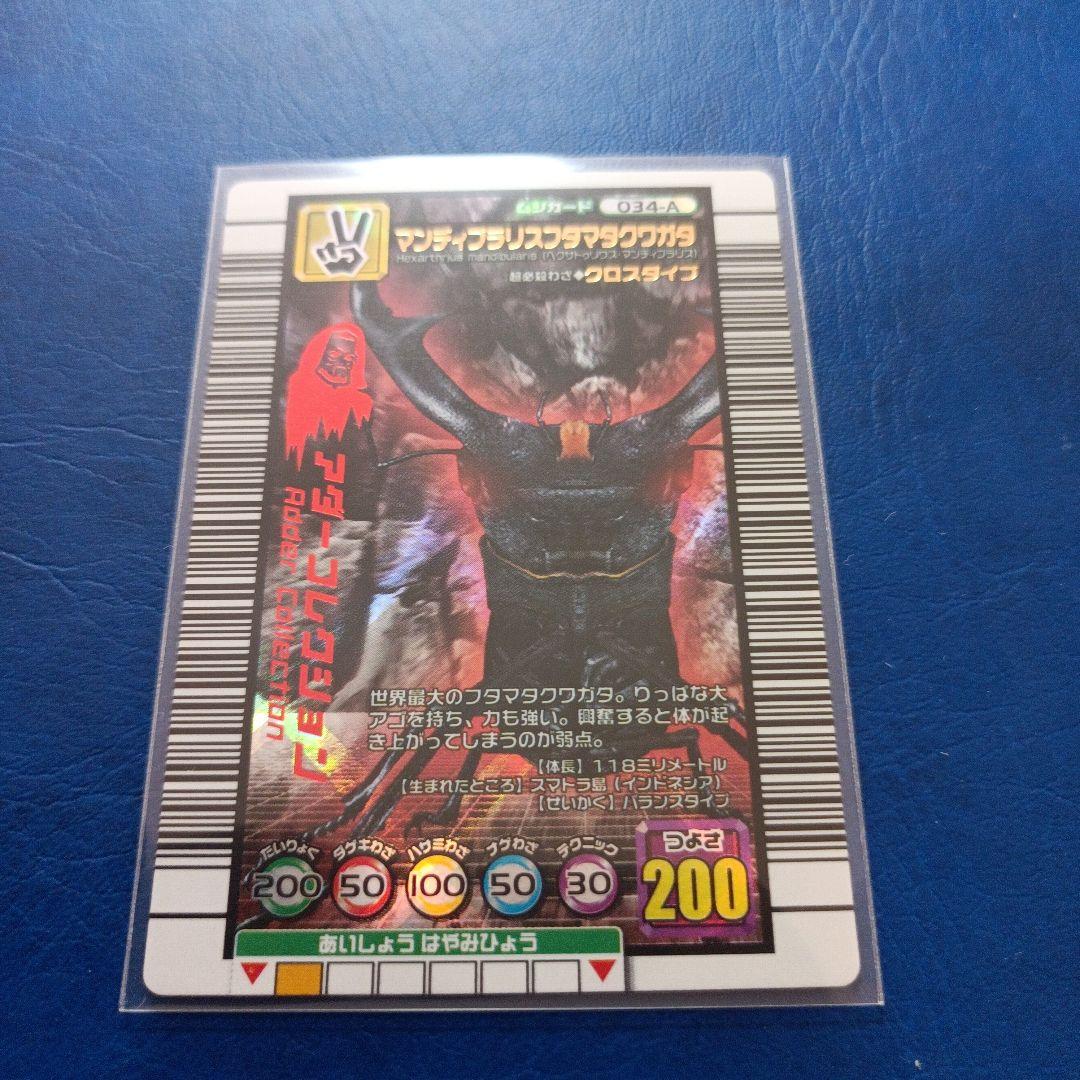 ムシカード 034-A
マンディブラリスフタマタクワガタ
Hexarthrius mandibularis (ヘクサトゥリウス・マンディブラリス)
超必殺わざ◆クロスタイプ
アダーコレクション
Adder Collection
世界最大のフタマタクワガタ。りっぱな大
アゴを持ち、力も強い。興奮すると体が起
き上がってしまうのが弱点。
【体長】118ミリメートル
【生まれたところ】スマトラ島（インドネシア）
【せいかく】バランスタイプ
たいりょく ダゲキわざ ハサミわざ ナゲわざ テクニック つよさ
200 50 100 50 30 200
あいしょう はやみひょう